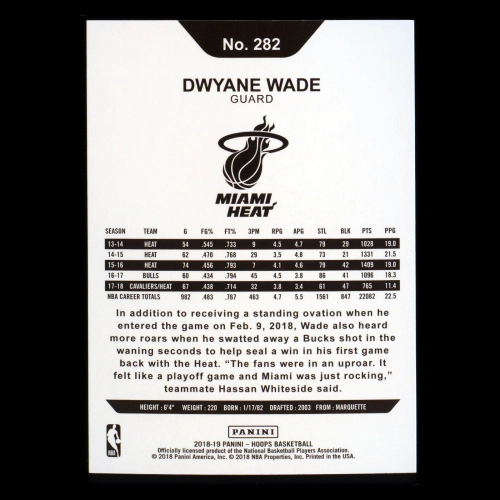 No. 282
DWYANE WADE
GUARD
MIAMI
HEAT
SEASON TEAM G FG% FT% 3PM RPG APG STL BLK PTS PPG
13-14 HEAT 54 .545 .733 9 4.5 4.7 79 29 1028 19.0
14-15 HEAT 62 .470 .768 29 3.5 4.8 73 21 1331 21.5
15-16 HEAT 74 .456 .793 7 4.1 4.6 79 42 1409 19.0
16-17 BULLS 60 .434 .794 45 4.5 3.8 86 41 1096 18.3
17-18 CAVALIERS/HEAT 67 .438 .714 32 3.8 3.4 61 47 765 11.4
NBA CAREER TOTALS 982 .483 .767 463 4.7 5.5 1561 847 22082 22.5
In addition to receiving a standing ovation when he
entered the game on Feb. 9, 2018, Wade also heard
more roars when he swatted away a Bucks shot in the
waning seconds to help seal a win in his first game
back with the Heat. "The fans were in an uproar. It
felt like a playoff game and Miami was just rocking,"
teammate Hassan Whiteside said.
HEIGHT : 6'4" WEIGHT : 220 BORN : 1/17/82 DRAFTED : 2003 FROM : MARQUETTE
PANINI
2018-19 PANINI – HOOPS BASKETBALL
Officially licensed product of the National Basketball Players Association.
© 2018 Panini America, Inc. © 2018 NBA Properties, Inc. Printed in the USA.
NBA